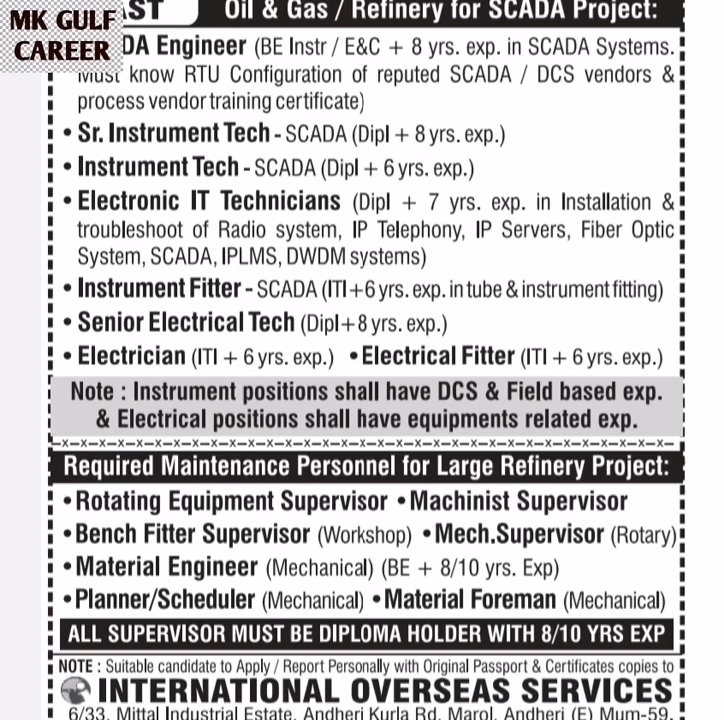 MK GULF
CAREER
AST
Oil & Gas / Refinery for SCADA Project:
DA Engineer (BE Instr / E&C + 8 yrs. exp. in SCADA Systems.
Must know RTU Configuration of reputed SCADA / DCS vendors &
process vendor training certificate)
• Sr. Instrument Tech - SCADA (Dipl + 8 yrs. exp.)
• Instrument Tech - SCADA (Dipl + 6 yrs. exp.)
• Electronic IT Technicians (Dipl + 7 yrs. exp. in Installation &
troubleshoot of Radio system, IP Telephony, IP Servers, Fiber Optic
System, SCADA, IPLMS, DWDM systems)
• Instrument Fitter - SCADA (ITI+6 yrs. exp. in tube & instrument fitting)
• Senior Electrical Tech (Dipl+8 yrs. exp.)
• Electrician (ITI + 6 yrs. exp.) • Electrical Fitter (ITI + 6 yrs. exp.)
Note : Instrument positions shall have DCS & Field based exp.
& Electrical positions shall have equipments related exp.
Required Maintenance Personnel for Large Refinery Project:
• Rotating Equipment Supervisor • Machinist Supervisor
• Bench Fitter Supervisor (Workshop) • Mech.Supervisor (Rotary)
• Material Engineer (Mechanical) (BE + 8/10 yrs. Exp)
• Planner/Scheduler (Mechanical) • Material Foreman (Mechanical)
ALL SUPERVISOR MUST BE DIPLOMA HOLDER WITH 8/10 YRS EXP
NOTE : Suitable candidate to Apply / Report Personally with Original Passport & Certificates copies to
INTERNATIONAL OVERSEAS SERVICES
6/33, Mittal Industrial Estate, Andheri Kurla Rd, Marol, Andheri (E) Mum-59.